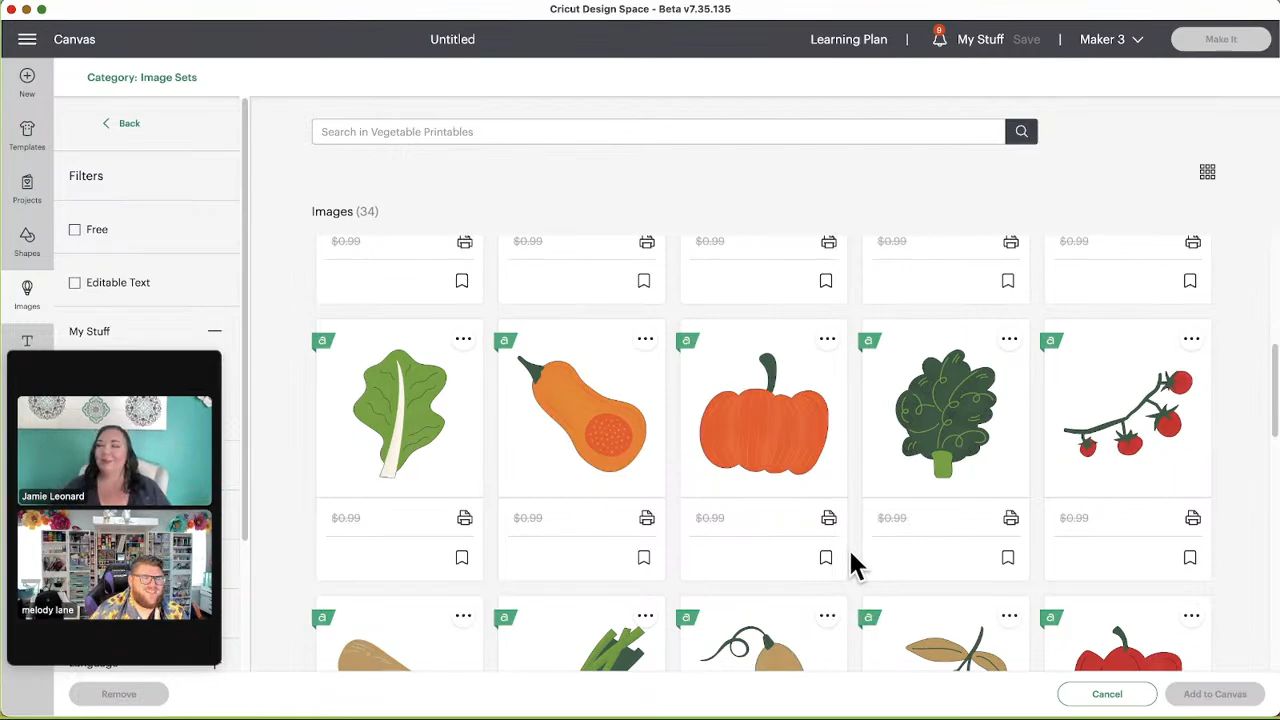 Cricut Design Space - Beta v7.35.135
Canvas
Untitled
Learning Plan | 9 My Stuff Save | Maker 3 Make It
New
Templates
Projects
Shapes
Images
T
Category: Image Sets
Back
Filters
Free
Editable Text
My Stuff
Language
Remove
Search in Vegetable Printables
Images (34)
$0.99 $0.99 $0.99 $0.99 $0.99
a a a a a
$0.99 $0.99 $0.99 $0.99 $0.99
a a a a a
Jamie Leonard
melody lane
Cancel Add to Canvas